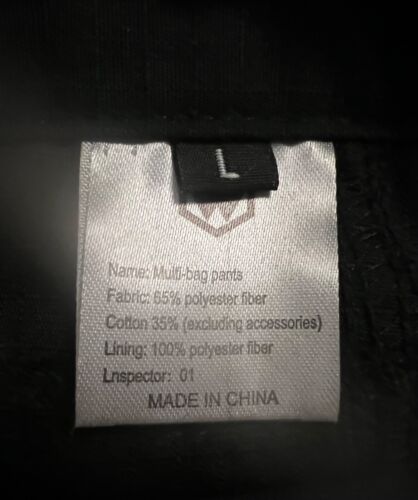 L
Name: Multi-bag pants
Fabric: 65% polyester fiber
Cotton 35% (excluding accessories)
Lining: 100% polyester fiber
Lnspector: 01
MADE IN CHINA